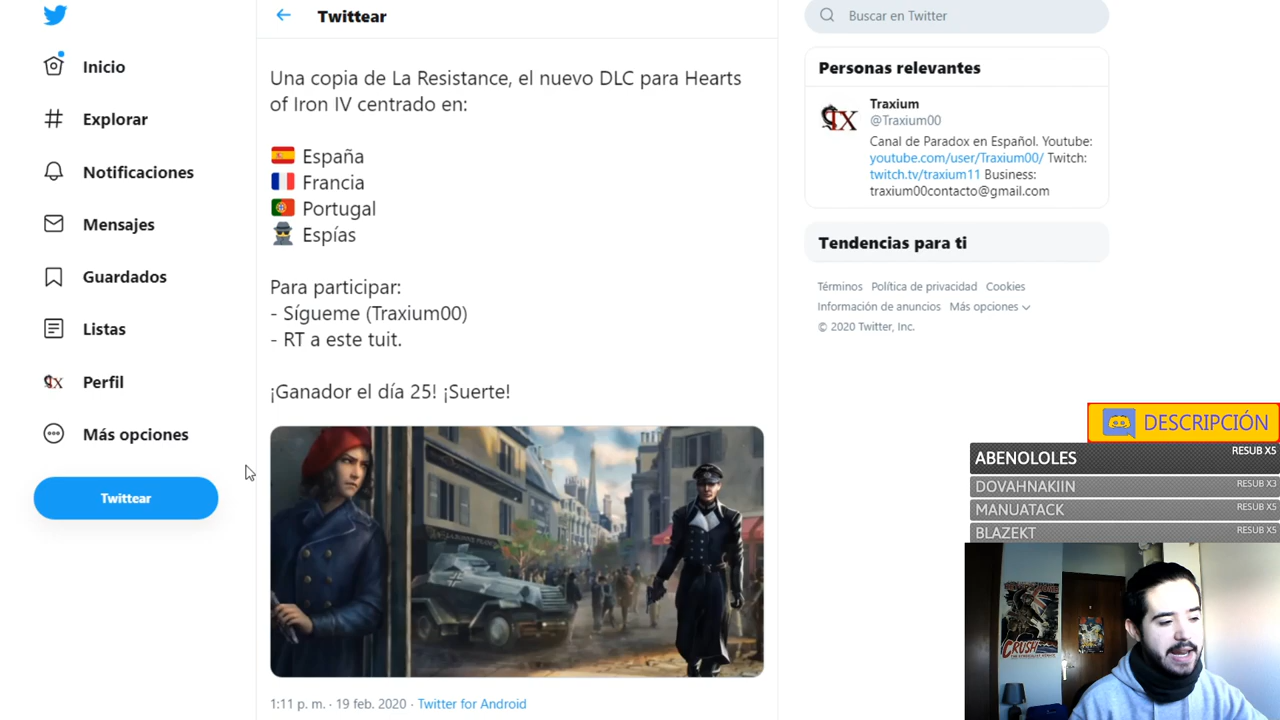 Twittear
Buscar en Twitter
Inicio
Explorar
Notificaciones
Mensajes
Guardados
Listas
Perfil
Más opciones
Twittear
Una copia de La Resistance, el nuevo DLC para Hearts
of Iron IV centrado en:
España
Francia
Portugal
Espías
Para participar:
- Sígueme (Traxium00)
- RT a este tuit.
¡Ganador el día 25! ¡Suerte!
1:11 p. m. · 19 feb. 2020 · Twitter for Android
Personas relevantes
TX
Traxium
@Traxium00
Canal de Paradox en Español. Youtube:
youtube.com/user/Traxium00/ Twitch:
twitch.tv/traxium11 Business:
traxium00contacto@gmail.com
Tendencias para ti
Términos Política de privacidad Cookies
Información de anuncios Más opciones
© 2020 Twitter, Inc.
DESCRIPCIÓN
ABENOLOLES RESUB X5
DOVAHNAKIIN RESUB X3
MANUATACK RESUB X5
BLAZEKT RESUB X5
CRUSH